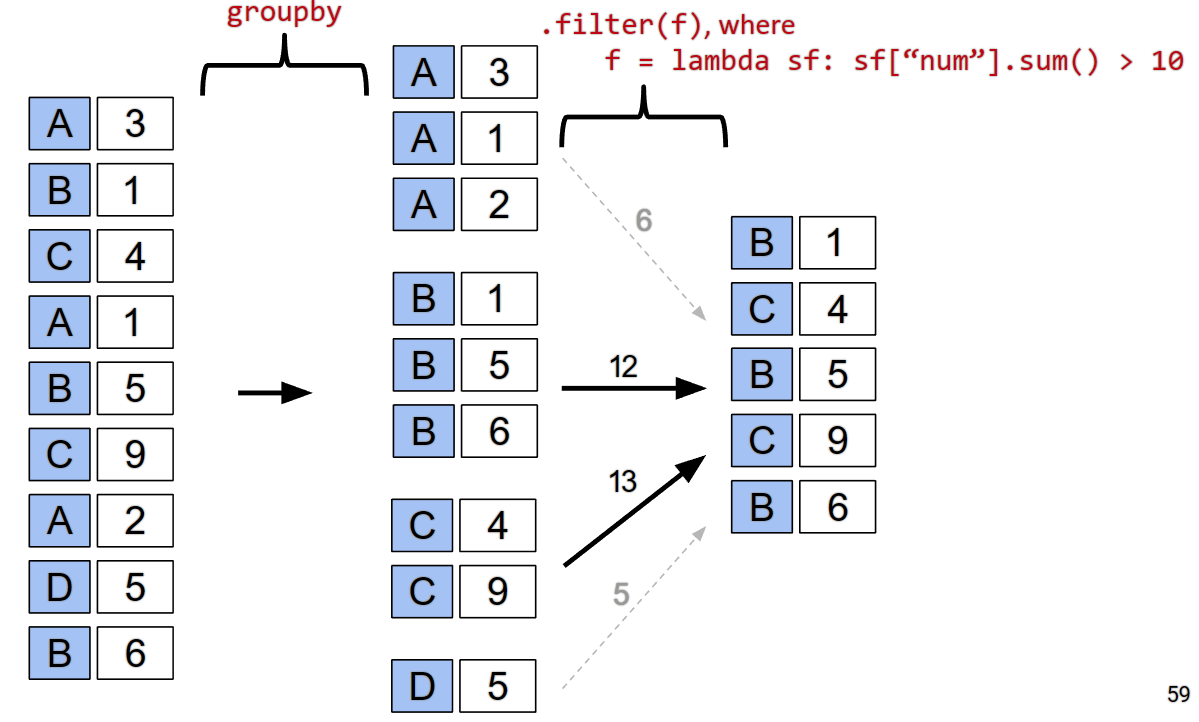 groupby
.filter(f), where
f = lambda sf: sf[“num”].sum() > 10
A 3
B 1
C 4
A 1
B 5
C 9
A 2
D 5
B 6
A 3
A 1
A 2
B 1
B 5
B 6
C 4
C 9
D 5
6
12
13
5
B 1
C 4
B 5
C 9
B 6
59